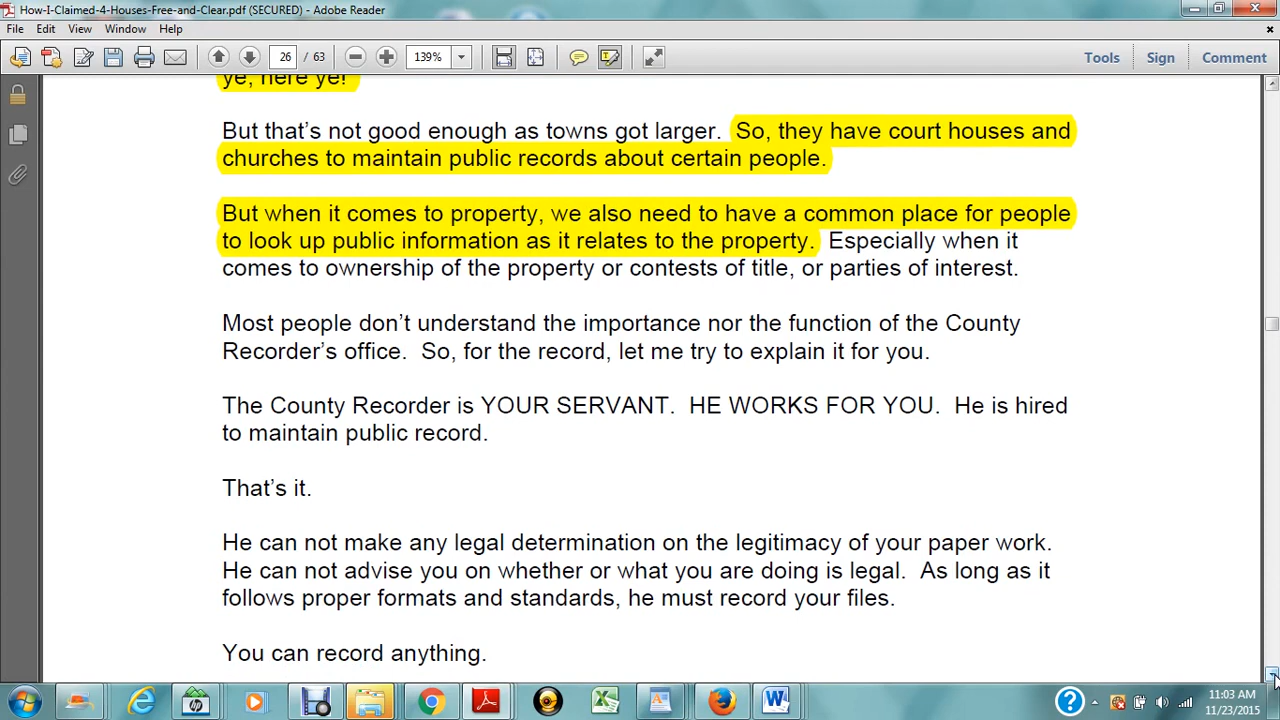 How-I-Claimed-4-Houses-Free-and-Clear.pdf (SECURED) - Adobe Reader
File Edit View Window Help
26 / 63 139% Tools Sign Comment
ye, here ye!
But that's not good enough as towns got larger. So, they have court houses and
churches to maintain public records about certain people.
But when it comes to property, we also need to have a common place for people
to look up public information as it relates to the property. Especially when it
comes to ownership of the property or contests of title, or parties of interest.
Most people don't understand the importance nor the function of the County
Recorder's office. So, for the record, let me try to explain it for you.
The County Recorder is YOUR SERVANT. HE WORKS FOR YOU. He is hired
to maintain public record.
That's it.
He can not make any legal determination on the legitimacy of your paper work.
He can not advise you on whether or what you are doing is legal. As long as it
follows proper formats and standards, he must record your files.
You can record anything.
11:03 AM
11/23/2015